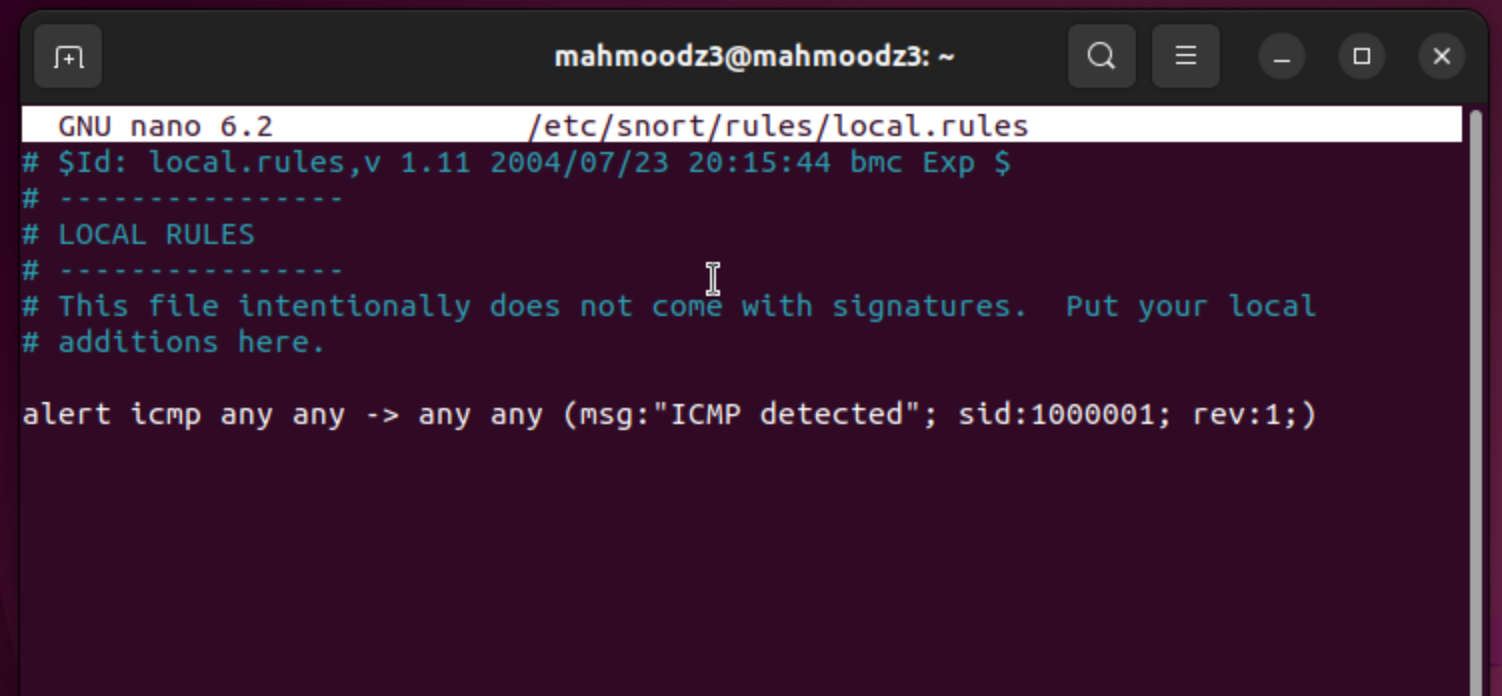 mahmoodz3@mahmoodz3: ~
GNU nano 6.2 /etc/snort/rules/local.rules
# $Id: local.rules,v 1.11 2004/07/23 20:15:44 bmc Exp $
# ----------------
# LOCAL RULES
# ----------------
# This file intentionally does not come with signatures.  Put your local
# additions here.
alert icmp any any -> any any (msg:"ICMP detected"; sid:1000001; rev:1;)